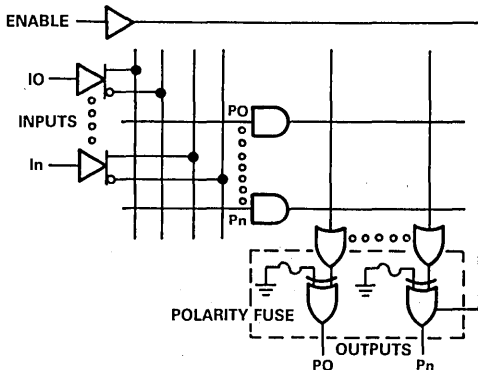 ENABLE
IO
INPUTS
In
PO
Pn
POLARITY FUSE
OUTPUTS
PO
Pn